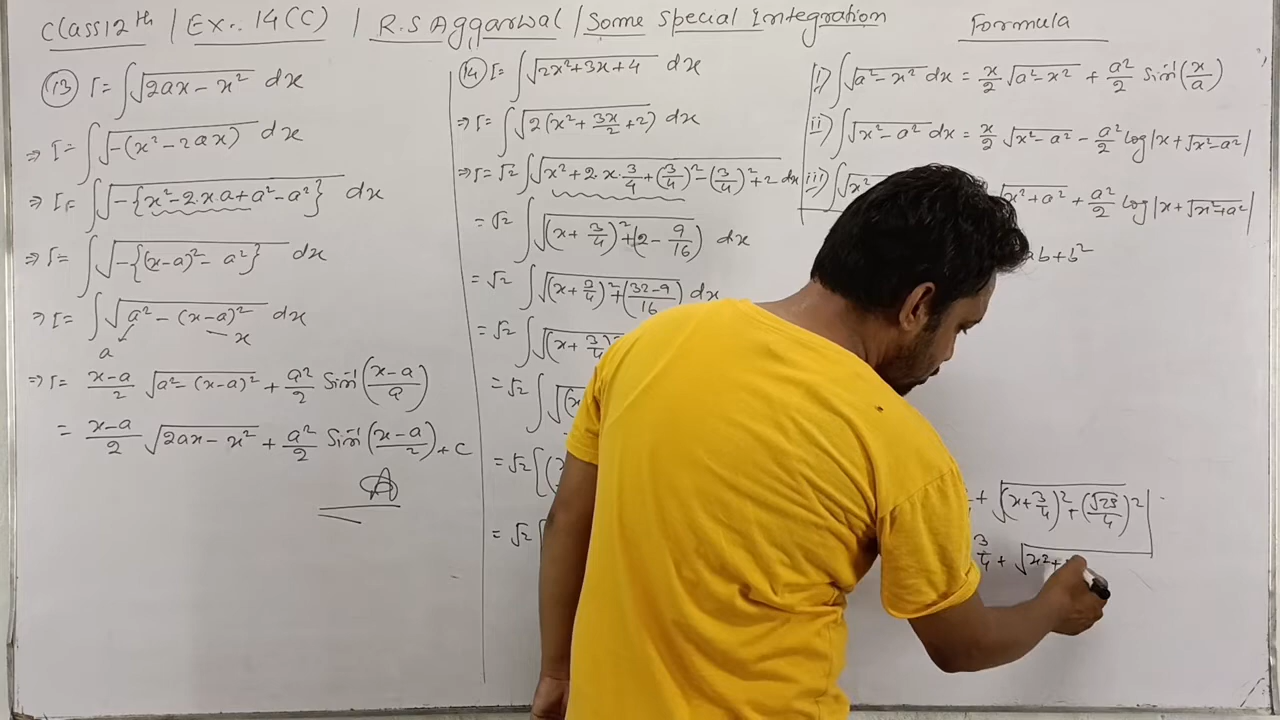 Class12th / Ex.: 14(C) / R.S Aggarwal / Some Special Integration
Formula
(13) I = ∫√(2ax - x²) dx
⇒ I = ∫√(-(x² - 2ax)) dx
⇒ I = ∫√(-{x² - 2.xa + a² - a²}) dx
⇒ I = ∫√(-{(x-a)² - a²}) dx
⇒ I = ∫√(a² - (x-a)²) dx
a x
⇒ I = (x-a)/2 √(a² - (x-a)²) + a²/2 Sin⁻¹((x-a)/a)
= (x-a)/2 √(2ax - x²) + a²/2 Sin⁻¹((x-a)/2) + C
A
(14) I = ∫√(2x² + 3x + 4) dx
⇒ I = ∫√(2(x² + 3x/2 + 2)) dx
⇒ I = √2 ∫√(x² + 2.x.3/4 + (3/4)² - (3/4)² + 2) dx
= √2 ∫√((x + 3/4)² + (2 - 9/16)) dx
= √2 ∫√((x + 3/4)² + (32-9)/16) dx
= √2 ∫√((x + 3/4)
= √2 ∫√((x
= √2 [(
= √2 [
+ √((x + 3/4)² + (√23/4)²)|
3/4 + √(x² +
i) ∫√(a² - x²) dx = x/2 √(a² - x²) + a²/2 Sin⁻¹(x/a)
ii) ∫√(x² - a²) dx = x/2 √(x² - a²) - a²/2 log|x + √(x² - a²)|
iii) ∫√(x² √(x² + a²) + a²/2 log|x + √(x² + a²)|
ab + b²